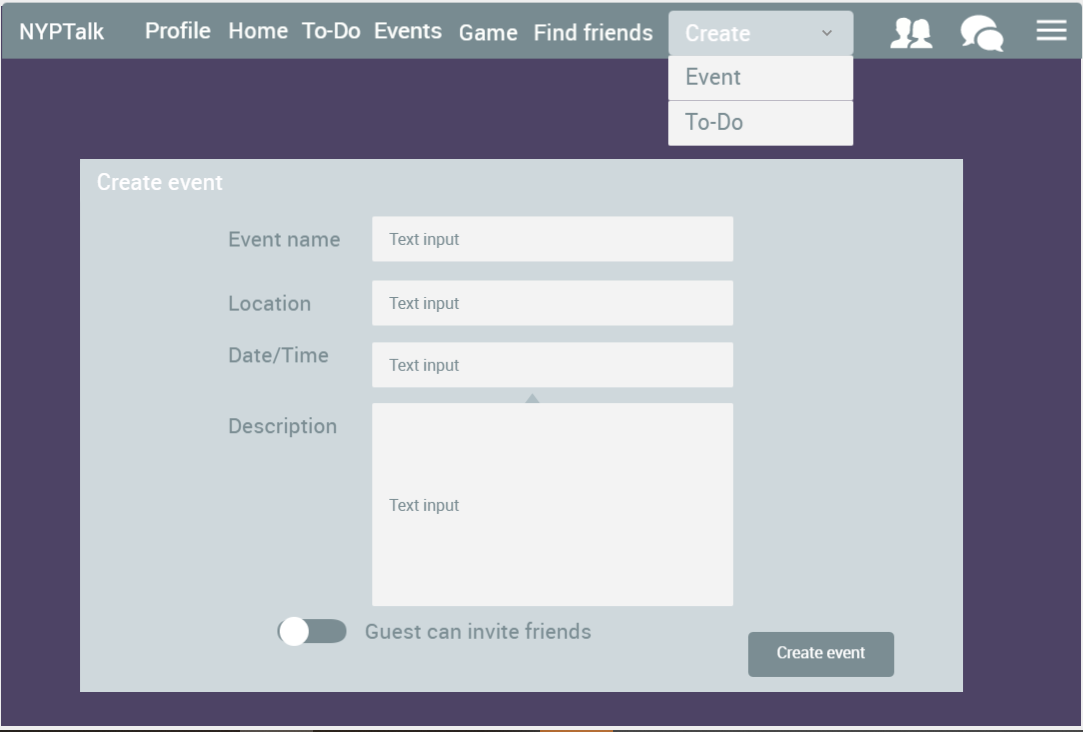 NYPTalk Profile Home To-Do Events Game Find friends Create
Event
To-Do
Create event
Event name Text input
Location Text input
Date/Time Text input
Description
Text input
Guest can invite friends
Create event